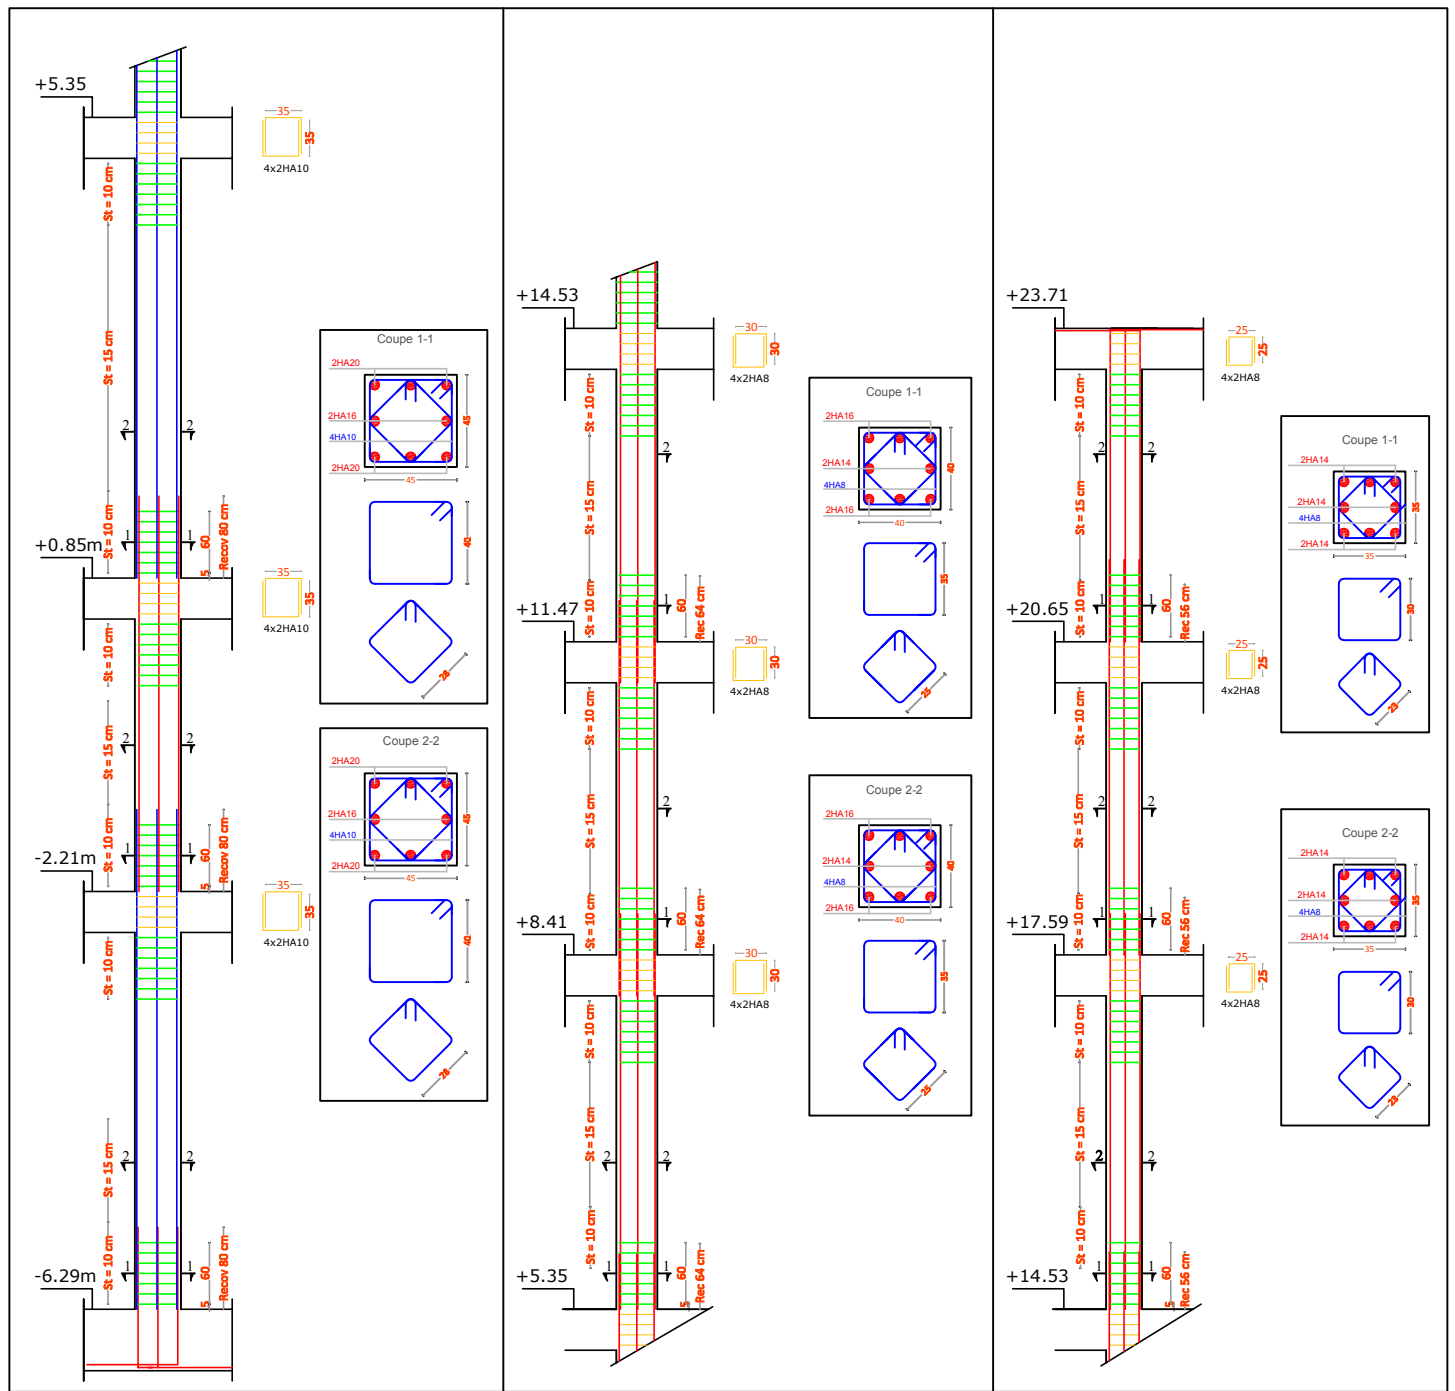 +5.35
35
35
4x2HA10
St = 10 cm
St = 15 cm
2
2
St = 10 cm
1
1
60
5
Recov 80 cm
+0.85m
35
35
4x2HA10
St = 10 cm
St = 15 cm
2
2
St = 10 cm
1
1
60
5
Recov 80 cm
-2.21m
35
35
4x2HA10
St = 10 cm
St = 15 cm
2
2
St = 10 cm
1
1
60
5
Recov 80 cm
-6.29m
Coupe 1-1
2HA20
2HA16
4HA10
2HA20
45
45
40
28
Coupe 2-2
2HA20
2HA16
4HA10
2HA20
45
45
40
28
+14.53
30
30
4x2HA8
St = 10 cm
St = 15 cm
2
St = 10 cm
1
60
Rec 64 cm
+11.47
30
30
4x2HA8
St = 10 cm
St = 15 cm
2
St = 10 cm
1
60
Rec 64 cm
+8.41
30
30
4x2HA8
St = 10 cm
St = 15 cm
2
2
St = 10 cm
1
60
5
Rec 64 cm
+5.35
Coupe 1-1
2HA16
2HA14
4HA8
2HA16
40
40
35
25
Coupe 2-2
2HA16
2HA14
4HA8
2HA16
40
40
35
25
+23.71
25
25
4x2HA8
St = 10 cm
St = 15 cm
2
2
St = 10 cm
1
1
60
Rec 56 cm
+20.65
25
25
4x2HA8
St = 10 cm
St = 15 cm
2
2
St = 10 cm
1
1
60
Rec 56 cm
+17.59
25
25
4x2HA8
St = 10 cm
St = 15 cm
2
2
St = 10 cm
1
1
60
5
Rec 56 cm
+14.53
Coupe 1-1
2HA14
2HA14
4HA8
2HA14
35
35
30
23
Coupe 2-2
2HA14
2HA14
4HA8
2HA14
35
35
30
23